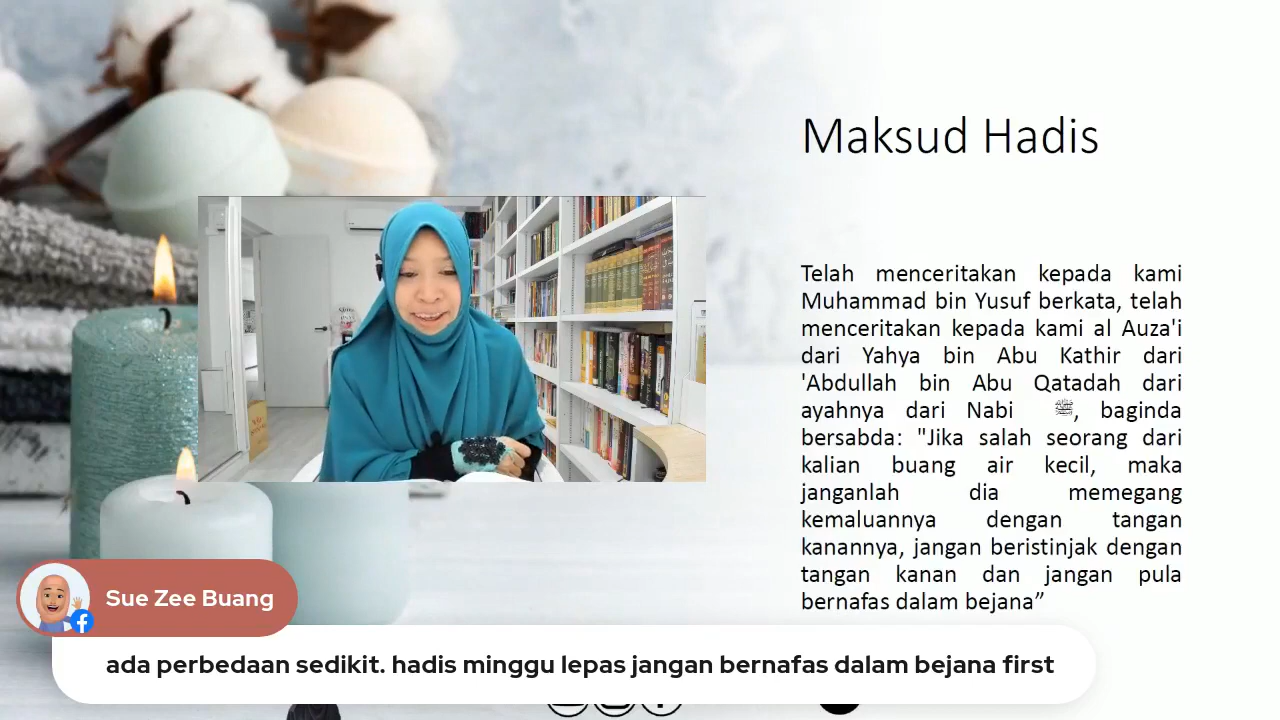 Maksud Hadis
Telah menceritakan kepada kami
Muhammad bin Yusuf berkata, telah
menceritakan kepada kami al Auza'i
dari Yahya bin Abu Kathir dari
'Abdullah bin Abu Qatadah dari
ayahnya dari Nabi ﷺ, baginda
bersabda: "Jika salah seorang dari
kalian buang air kecil, maka
janganlah dia memegang
kemaluannya dengan tangan
kanannya, jangan beristinjak dengan
tangan kanan dan jangan pula
bernafas dalam bejana”
Sue Zee Buang
ada perbedaan sedikit. hadis minggu lepas jangan bernafas dalam bejana first